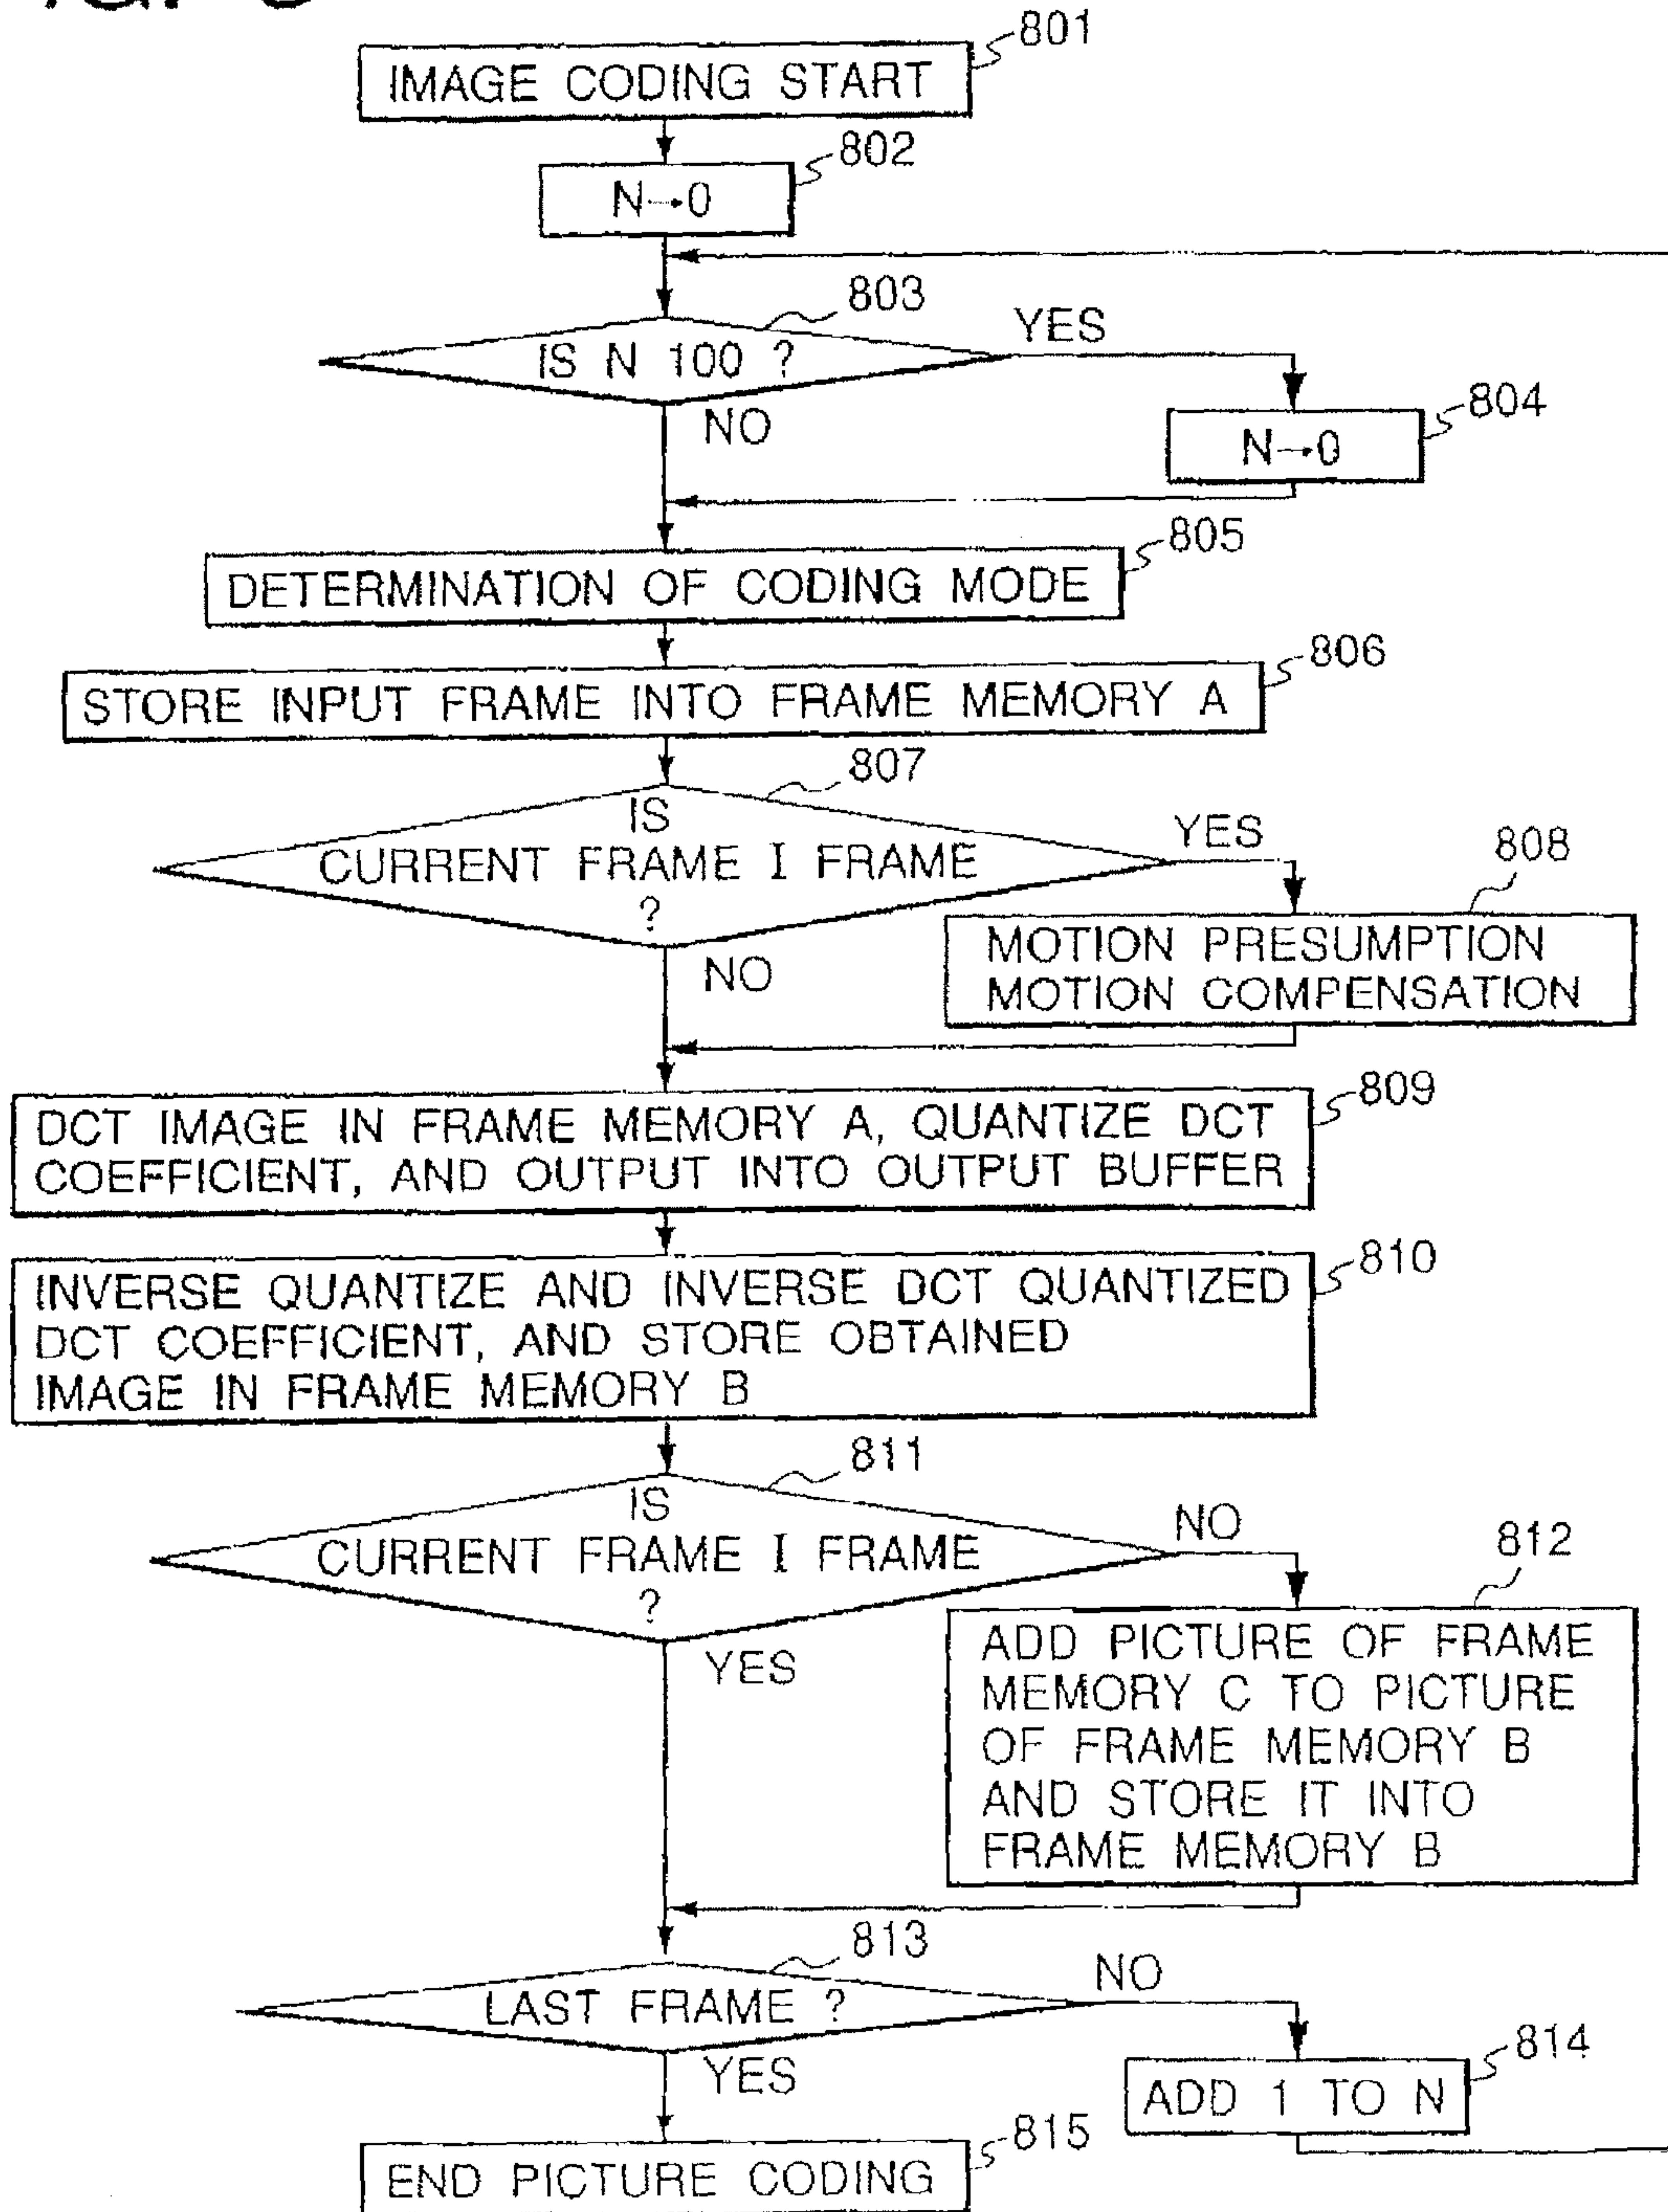 801
IMAGE CODING START
802
N→0
803
IS N 100 ?
YES
NO
804
N→0
805
DETERMINATION OF CODING MODE
806
STORE INPUT FRAME INTO FRAME MEMORY A
807
IS
CURRENT FRAME I FRAME
?
YES
NO
808
MOTION PRESUMPTION
MOTION COMPENSATION
809
DCT IMAGE IN FRAME MEMORY A, QUANTIZE DCT
COEFFICIENT, AND OUTPUT INTO OUTPUT BUFFER
810
INVERSE QUANTIZE AND INVERSE DCT QUANTIZED
DCT COEFFICIENT, AND STORE OBTAINED
IMAGE IN FRAME MEMORY B
811
IS
CURRENT FRAME I FRAME
?
NO
YES
812
ADD PICTURE OF FRAME
MEMORY C TO PICTURE
OF FRAME MEMORY B
AND STORE IT INTO
FRAME MEMORY B
813
LAST FRAME ?
NO
YES
814
ADD 1 TO N
815
END PICTURE CODING